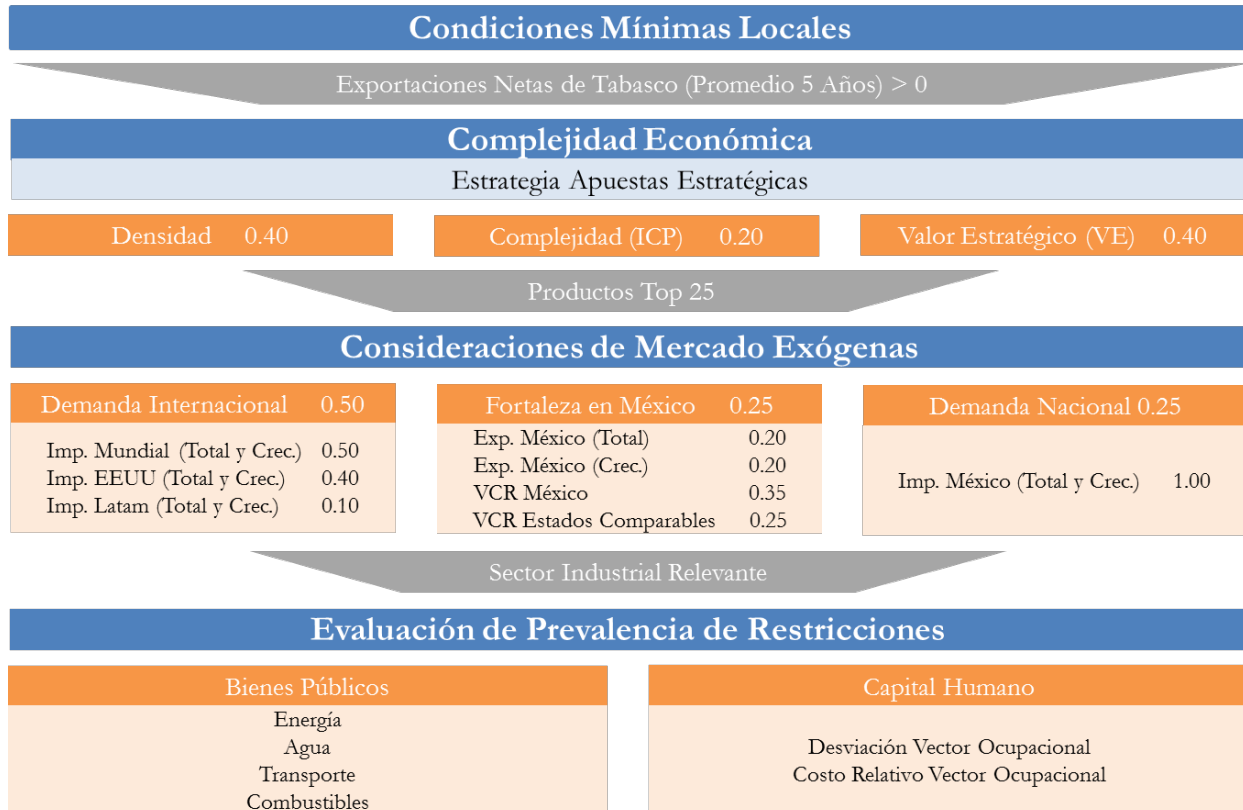 Condiciones Mínimas Locales
Exportaciones Netas de Tabasco (Promedio 5 Años) > 0
Complejidad Económica
Estrategia Apuestas Estratégicas
Densidad 0.40
Complejidad (ICP) 0.20
Valor Estratégico (VE) 0.40
Productos Top 25
Consideraciones de Mercado Exógenas
Demanda Internacional 0.50
Imp. Mundial (Total y Crec.) 0.50
Imp. EEUU (Total y Crec.) 0.40
Imp. Latam (Total y Crec.) 0.10
Fortaleza en México 0.25
Exp. México (Total) 0.20
Exp. México (Crec.) 0.20
VCR México 0.35
VCR Estados Comparables 0.25
Demanda Nacional 0.25
Imp. México (Total y Crec.) 1.00
Sector Industrial Relevante
Evaluación de Prevalencia de Restricciones
Bienes Públicos
Energía
Agua
Transporte
Combustibles
Capital Humano
Desviación Vector Ocupacional
Costo Relativo Vector Ocupacional